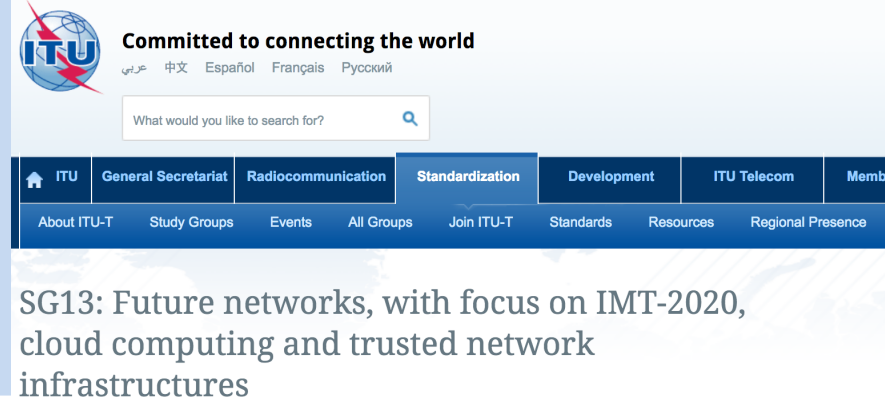 ITU
Committed to connecting the world
عربي 中文 Español Français Русский
What would you like to search for?
ITU General Secretariat Radiocommunication Standardization Development ITU Telecom Memb
About ITU-T Study Groups Events All Groups Join ITU-T Standards Resources Regional Presence
SG13: Future networks, with focus on IMT-2020,
cloud computing and trusted network
infrastructures